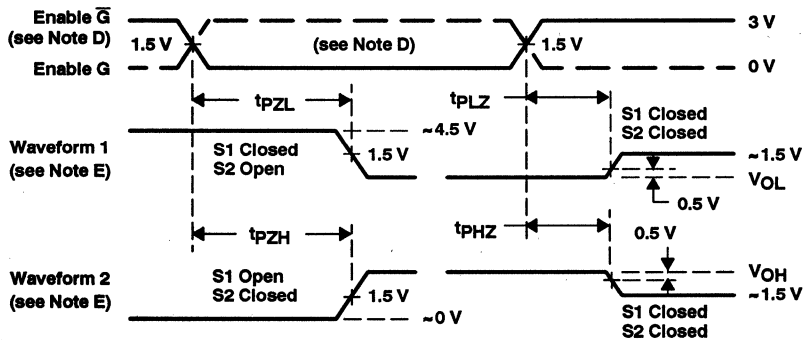 Enable G̅
(see Note D)
1.5 V
(see Note D)
1.5 V
3 V
Enable G
0 V
tPZL
tPLZ
S1 Closed
S2 Closed
~4.5 V
Waveform 1
(see Note E)
S1 Closed
S2 Open
1.5 V
~1.5 V
VOL
0.5 V
tPZH
tPHZ
0.5 V
Waveform 2
(see Note E)
S1 Open
S2 Closed
1.5 V
VOH
~1.5 V
~0 V
S1 Closed
S2 Closed